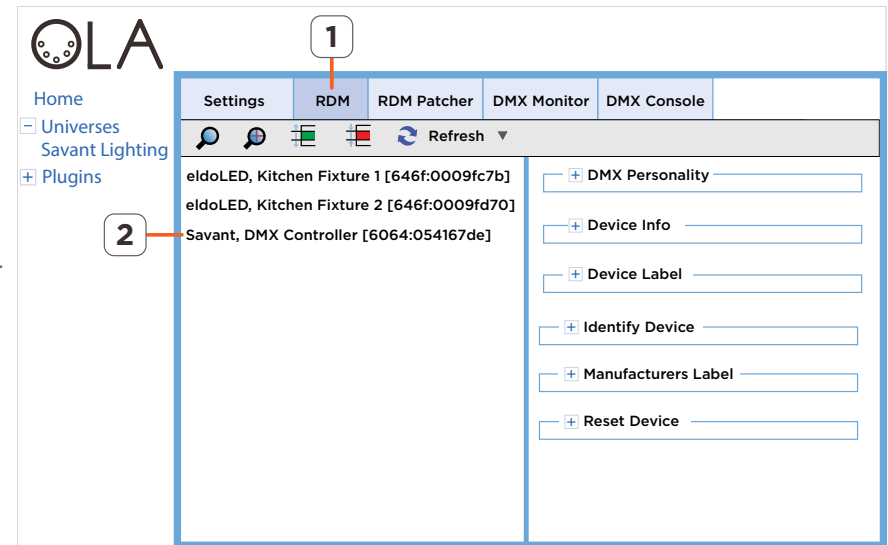 OLA
1
Home
Universes
Savant Lighting
Plugins
Settings RDM RDM Patcher DMX Monitor DMX Console
Refresh
eldoLED, Kitchen Fixture 1 [646f:0009fc7b]
eldoLED, Kitchen Fixture 2 [646f:0009fd70]
2
Savant, DMX Controller [6064:054167de]
DMX Personality
Device Info
Device Label
Identify Device
Manufacturers Label
Reset Device